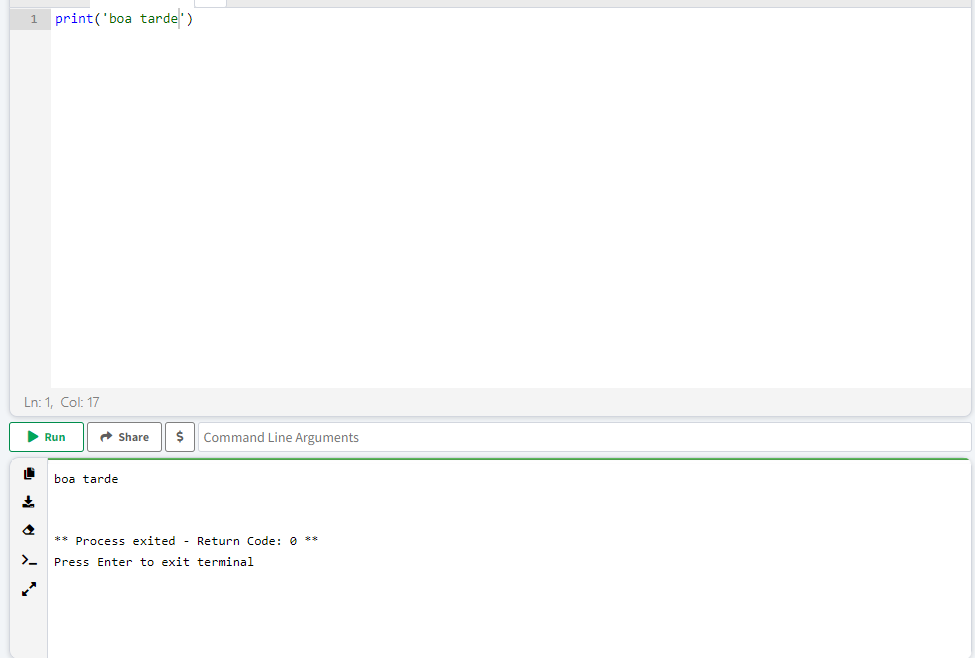 1 print('boa tarde')
Ln: 1, Col: 17
Run Share $ Command Line Arguments
boa tarde
** Process exited - Return Code: 0 **
Press Enter to exit terminal